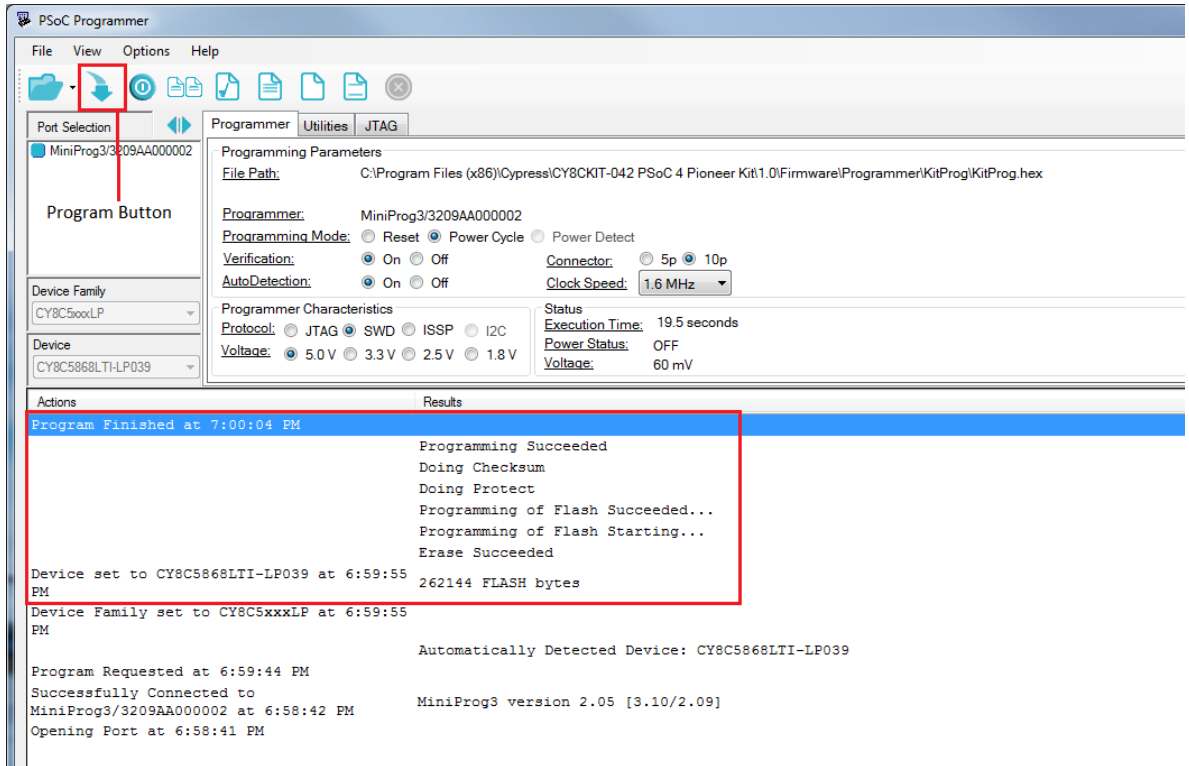 PSoC Programmer
File View Options Help
Port Selection
Programmer Utilities JTAG
MiniProg3/3209AA000002
Program Button
Programming Parameters
File Path: C:\Program Files (x86)\Cypress\CY8CKIT-042 PSoC 4 Pioneer Kit\1.0\Firmware\Programmer\KitProg\KitProg.hex
Programmer: MiniProg3/3209AA000002
Programming Mode: Reset Power Cycle Power Detect
Verification: On Off Connector: 5p 10p
AutoDetection: On Off Clock Speed: 1.6 MHz
Device Family
CY8C5xxxLP
Device
CY8C5868LTI-LP039
Programmer Characteristics
Protocol: JTAG SWD ISSP I2C
Voltage: 5.0 V 3.3 V 2.5 V 1.8 V
Status
Execution Time: 19.5 seconds
Power Status: OFF
Voltage: 60 mV
Actions Results
Program Finished at 7:00:04 PM
Programming Succeeded
Doing Checksum
Doing Protect
Programming of Flash Succeeded...
Programming of Flash Starting...
Erase Succeeded
Device set to CY8C5868LTI-LP039 at 6:59:55
PM
262144 FLASH bytes
Device Family set to CY8C5xxxLP at 6:59:55
PM
Automatically Detected Device: CY8C5868LTI-LP039
Program Requested at 6:59:44 PM
Successfully Connected to
MiniProg3/3209AA000002 at 6:58:42 PM
MiniProg3 version 2.05 [3.10/2.09]
Opening Port at 6:58:41 PM